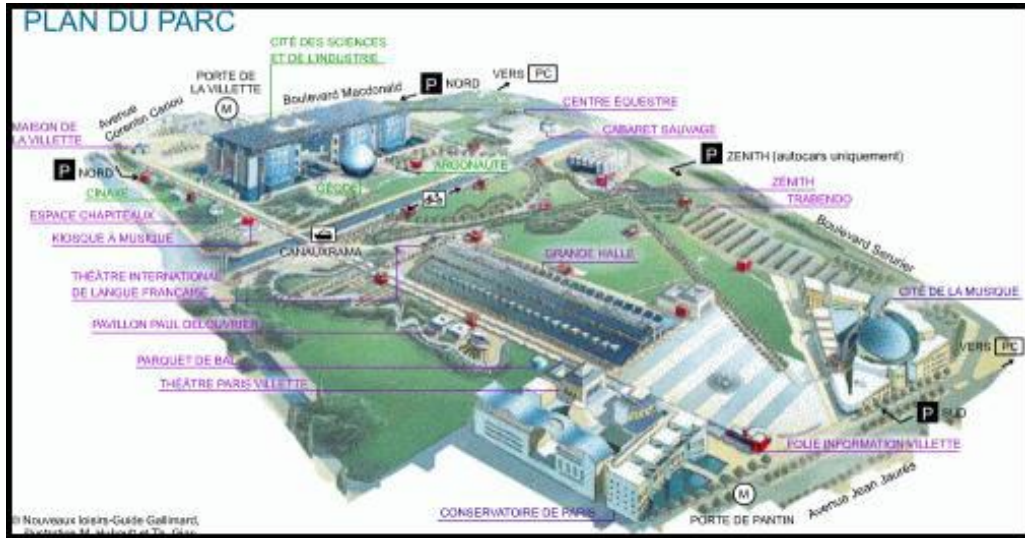 PLAN DU PARC
CITÉ DES SCIENCES
ET DE L'INDUSTRIE
PORTE DE
LA VILLETTE
M
Boulevard Macdonald
P NORD
VERS PC
Avenue
Corentin Cariou
CENTRE ÉQUESTRE
MAISON DE
LA VILLETTE
CABARET SAUVAGE
P NORD
ARGONAUTE
P ZENITH (autocars uniquement)
CINAXE
GÉODE
ZENITH
ESPACE CHAPITEAUX
TRABENDO
KIOSQUE À MUSIQUE
CANAUXRAMA
GRANDE HALLE
Boulevard Serurier
THÉÂTRE INTERNATIONAL
DE LANGUE FRANCAISE
CITÉ DE LA MUSIQUE
PAVILLON PAUL DELOUVRIER
VERS PC
PARQUET DE BAL
THÉÂTRE PARIS VILLETTE
P SUD
FOLIE INFORMATION VILLETTE
Avenue Jean Jaurès
M
CONSERVATOIRE DE PARIS
PORTE DE PANTIN
© Nouveaux loisirs-Guide Gallimard,